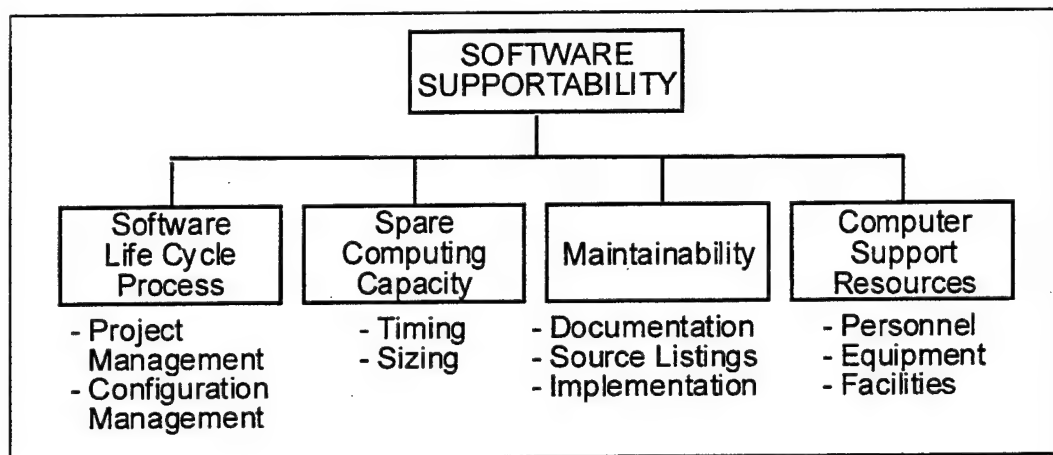 SOFTWARE
SUPPORTABILITY
Software
Life Cycle
Process
- Project
Management
- Configuration
Management
Spare
Computing
Capacity
- Timing
- Sizing
Maintainability
- Documentation
- Source Listings
- Implementation
Computer
Support
Resources
- Personnel
- Equipment
- Facilities